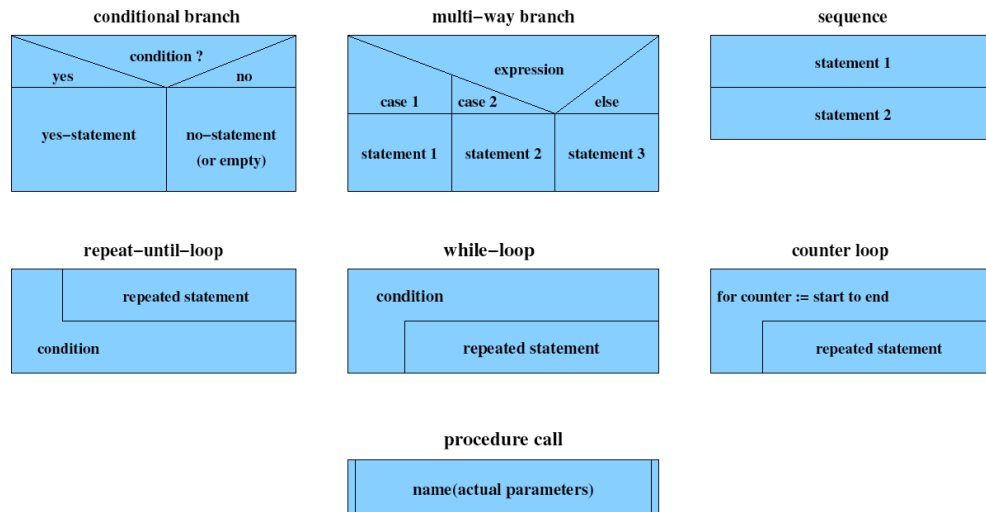 conditional branch
condition ?
yes
no
yes−statement
no−statement
(or empty)
multi−way branch
expression
case 1
case 2
else
statement 1
statement 2
statement 3
sequence
statement 1
statement 2
repeat−until−loop
repeated statement
condition
while−loop
condition
repeated statement
counter loop
for counter := start to end
repeated statement
procedure call
name(actual parameters)